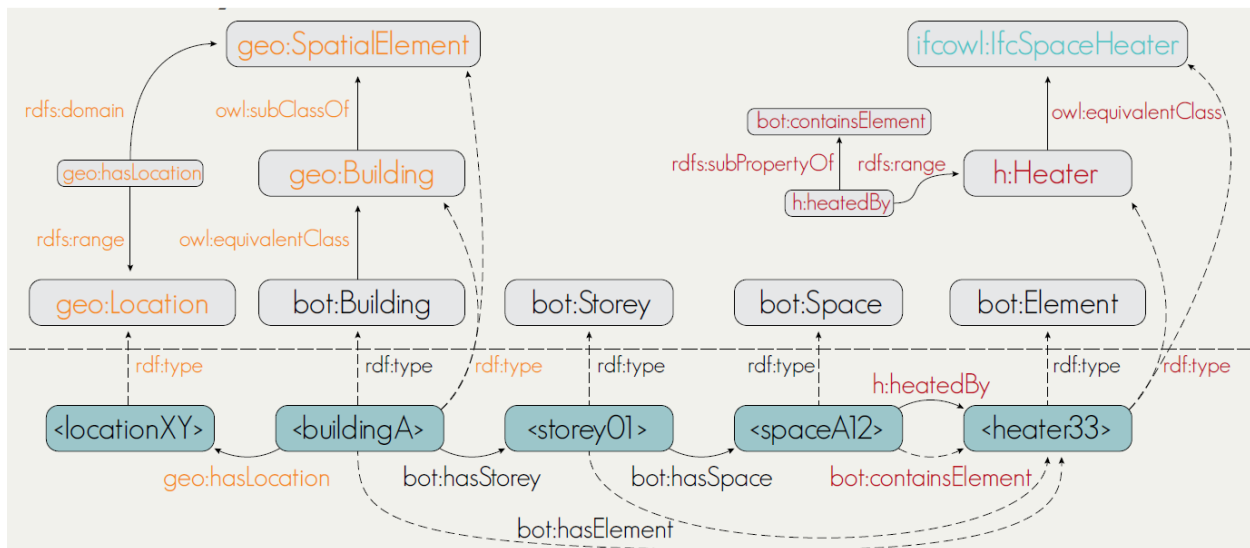 geo:SpatialElement
ifcowl:IfcSpaceHeater
rdfs:domain
owl:subClassOf
owl:equivalentClass
bot:containsElement
rdfs:subPropertyOf
rdfs:range
geo:hasLocation
geo:Building
h:Heater
h:heatedBy
rdfs:range
owl:equivalentClass
geo:Location
bot:Building
bot:Storey
bot:Space
bot:Element
rdf:type
rdf:type
rdf:type
rdf:type
rdf:type
rdf:type
rdf:type
h:heatedBy
<locationXY>
<buildingA>
<storey01>
<spaceA12>
<heater33>
geo:hasLocation
bot:hasStorey
bot:hasSpace
bot:containsElement
bot:hasElement